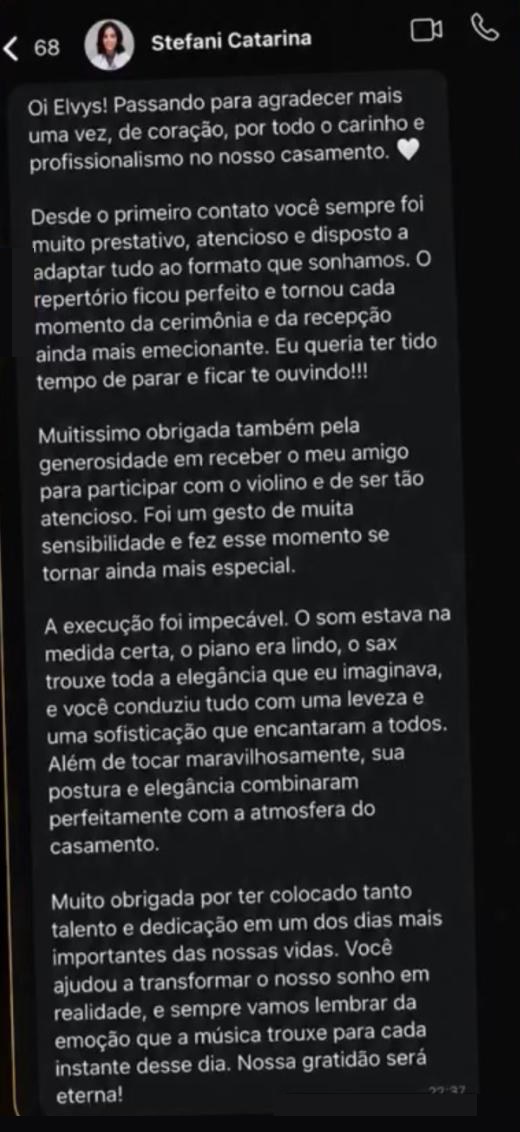 68 Stefani Catarina
Oi Elvys! Passando para agradecer mais
uma vez, de coração, por todo o carinho e
profissionalismo no nosso casamento. 🤍
Desde o primeiro contato você sempre foi
muito prestativo, atencioso e disposto a
adaptar tudo ao formato que sonhamos. O
repertório ficou perfeito e tornou cada
momento da cerimônia e da recepção
ainda mais emecionante. Eu queria ter tido
tempo de parar e ficar te ouvindo!!!
Muitissimo obrigada também pela
generosidade em receber o meu amigo
para participar com o violino e de ser tão
atencioso. Foi um gesto de muita
sensibilidade e fez esse momento se
tornar ainda mais especial.
A execução foi impecável. O som estava na
medida certa, o piano era lindo, o sax
trouxe toda a elegância que eu imaginava,
e você conduziu tudo com uma leveza e
uma sofisticação que encantaram a todos.
Além de tocar maravilhosamente, sua
postura e elegância combinaram
perfeitamente com a atmosfera do
casamento.
Muito obrigada por ter colocado tanto
talento e dedicação em um dos dias mais
importantes das nossas vidas. Você
ajudou a transformar o nosso sonho em
realidade, e sempre vamos lembrar da
emoção que a música trouxe para cada
instante desse dia. Nossa gratidão será
eterna!